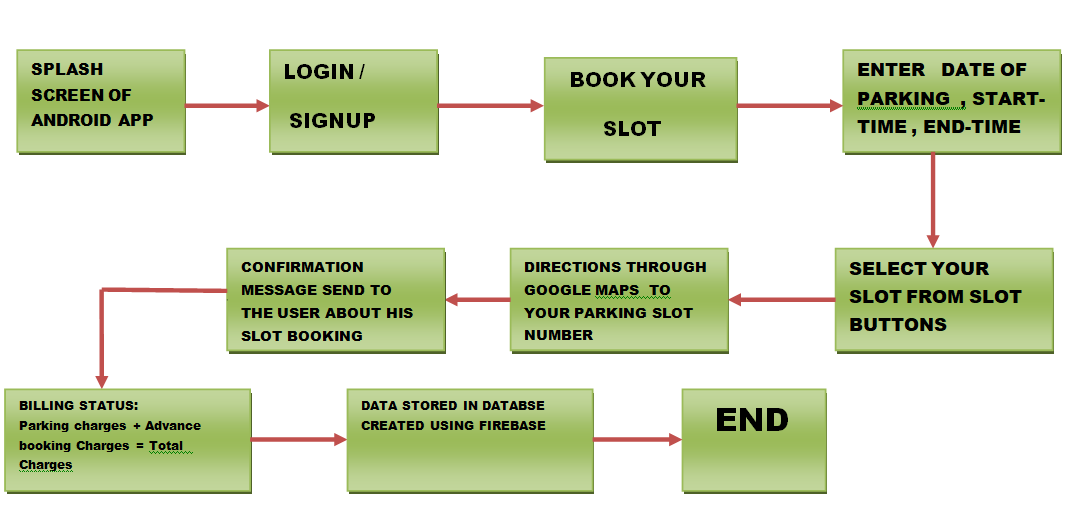 SPLASH
SCREEN OF
ANDROID APP
LOGIN /
SIGNUP
BOOK YOUR
SLOT
ENTER DATE OF
PARKING , START-
TIME , END-TIME
SELECT YOUR
SLOT FROM SLOT
BUTTONS
DIRECTIONS THROUGH
GOOGLE MAPS TO
YOUR PARKING SLOT
NUMBER
CONFIRMATION
MESSAGE SEND TO
THE USER ABOUT HIS
SLOT BOOKING
BILLING STATUS:
Parking charges + Advance
booking Charges = Total
Charges
DATA STORED IN DATABSE
CREATED USING FIREBASE
END